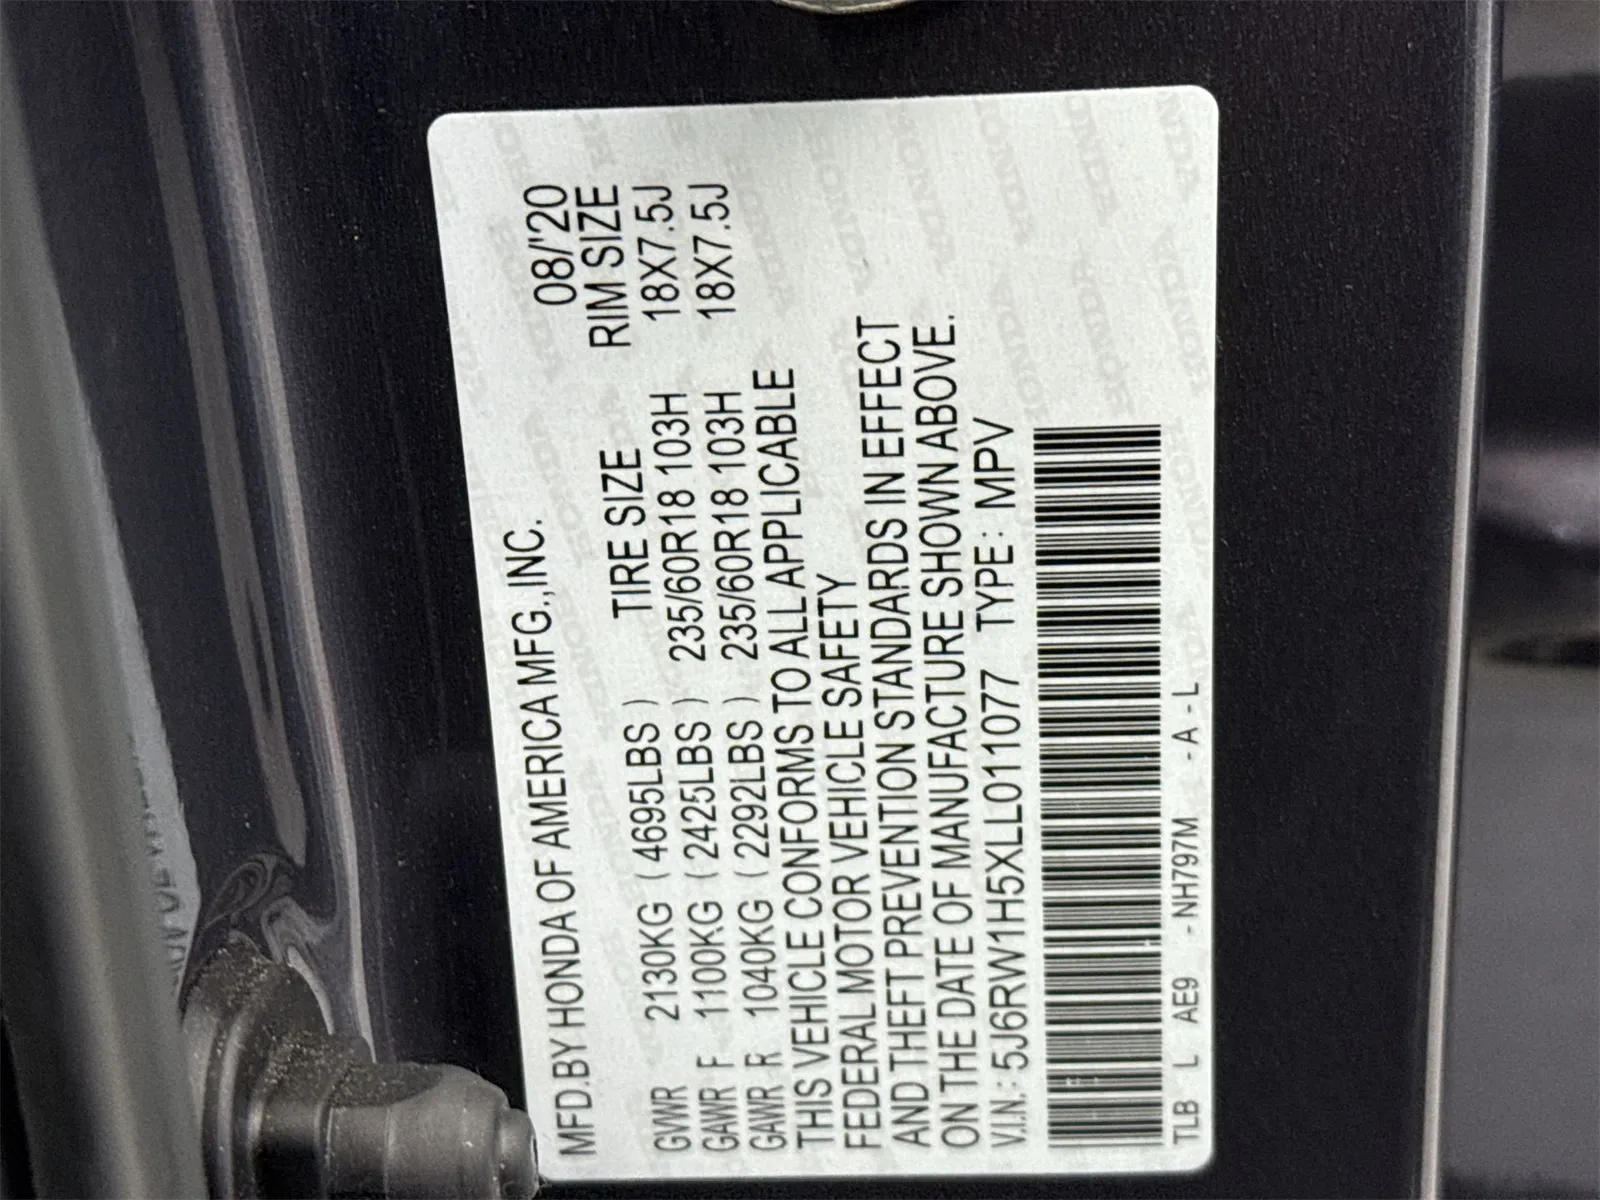 MFD.BY HONDA OF AMERICA MFG.,INC. 08/'20
TIRE SIZE RIM SIZE
GVWR 2130KG ( 4695LBS )
GAWR F 1100KG ( 2425LBS ) 235/60R18 103H 18X7.5J
GAWR R 1040KG ( 2292LBS ) 235/60R18 103H 18X7.5J
THIS VEHICLE CONFORMS TO ALL APPLICABLE
FEDERAL MOTOR VEHICLE SAFETY
AND THEFT PREVENTION STANDARDS IN EFFECT
ON THE DATE OF MANUFACTURE SHOWN ABOVE.
V.I.N.: 5J6RW1H5XLL011077 TYPE : MPV
TLB L AE9 - NH797M - A - L